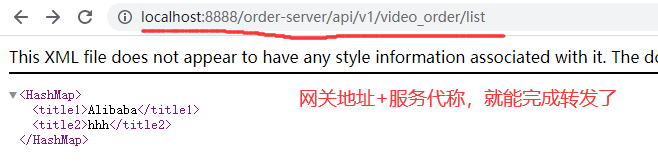 localhost:8888/order-server/api/v1/video_order/list
This XML file does not appear to have any style information associated with it. The do
▼<HashMap>
<title1>Alibaba</title1>
<title2>hhh</title2>
</HashMap>
网关地址+服务代称，就能完成转发了